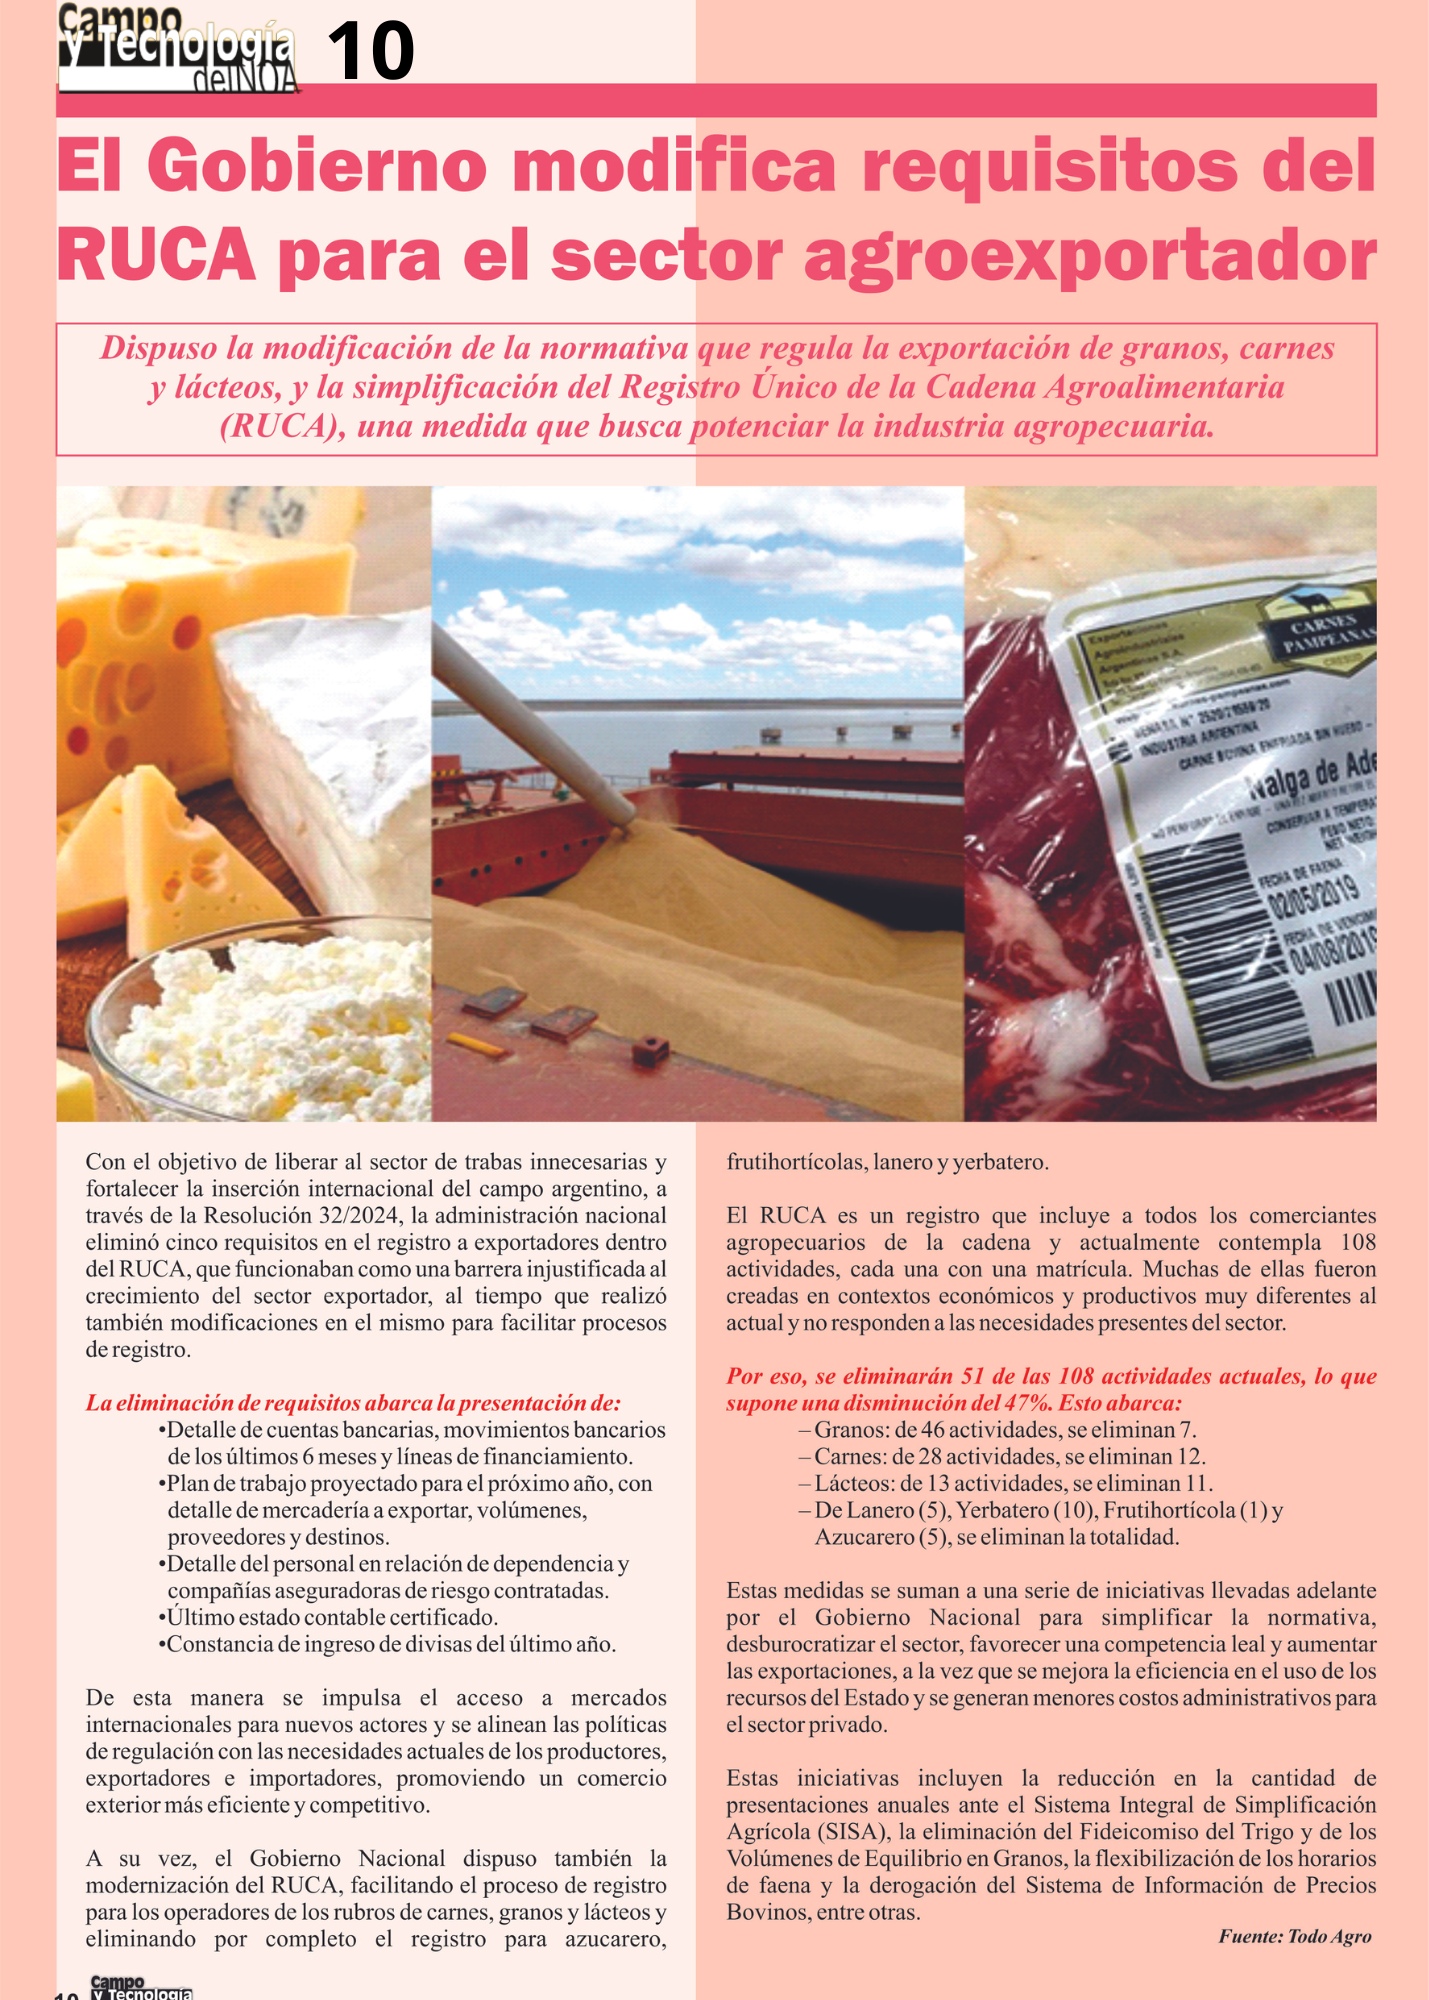 Campo
y Tecnología
del NOA
10
El Gobierno modifica requisitos del
RUCA para el sector agroexportador
Dispuso la modificación de la normativa que regula la exportación de granos, carnes
y lácteos, y la simplificación del Registro Único de la Cadena Agroalimentaria
(RUCA), una medida que busca potenciar la industria agropecuaria.
Exportaciones
Agroindustriales
Argentinas S.A.
CARNES
PAMPEANAS
INDUSTRIA ARGENTINA
CARNE BOVINA ENFRIADA SIN HUESO -
Nalga de Ade
CONSERVAR A TEMPERA
PESO NETO
FECHA DE FAENA:
02/05/2019
FECHA DE VENCIMI
04/08/2019
Con el objetivo de liberar al sector de trabas innecesarias y
fortalecer la inserción internacional del campo argentino, a
través de la Resolución 32/2024, la administración nacional
eliminó cinco requisitos en el registro a exportadores dentro
del RUCA, que funcionaban como una barrera injustificada al
crecimiento del sector exportador, al tiempo que realizó
también modificaciones en el mismo para facilitar procesos
de registro.
La eliminación de requisitos abarca la presentación de:
•Detalle de cuentas bancarias, movimientos bancarios
de los últimos 6 meses y líneas de financiamiento.
•Plan de trabajo proyectado para el próximo año, con
detalle de mercadería a exportar, volúmenes,
proveedores y destinos.
•Detalle del personal en relación de dependencia y
compañías aseguradoras de riesgo contratadas.
•Último estado contable certificado.
•Constancia de ingreso de divisas del último año.
De esta manera se impulsa el acceso a mercados
internacionales para nuevos actores y se alinean las políticas
de regulación con las necesidades actuales de los productores,
exportadores e importadores, promoviendo un comercio
exterior más eficiente y competitivo.
A su vez, el Gobierno Nacional dispuso también la
modernización del RUCA, facilitando el proceso de registro
para los operadores de los rubros de carnes, granos y lácteos y
eliminando por completo el registro para azucarero,
frutihortícolas, lanero y yerbatero.
El RUCA es un registro que incluye a todos los comerciantes
agropecuarios de la cadena y actualmente contempla 108
actividades, cada una con una matrícula. Muchas de ellas fueron
creadas en contextos económicos y productivos muy diferentes al
actual y no responden a las necesidades presentes del sector.
Por eso, se eliminarán 51 de las 108 actividades actuales, lo que
supone una disminución del 47%. Esto abarca:
– Granos: de 46 actividades, se eliminan 7.
– Carnes: de 28 actividades, se eliminan 12.
– Lácteos: de 13 actividades, se eliminan 11.
– De Lanero (5), Yerbatero (10), Frutihortícola (1) y
Azucarero (5), se eliminan la totalidad.
Estas medidas se suman a una serie de iniciativas llevadas adelante
por el Gobierno Nacional para simplificar la normativa,
desburocratizar el sector, favorecer una competencia leal y aumentar
las exportaciones, a la vez que se mejora la eficiencia en el uso de los
recursos del Estado y se generan menores costos administrativos para
el sector privado.
Estas iniciativas incluyen la reducción en la cantidad de
presentaciones anuales ante el Sistema Integral de Simplificación
Agrícola (SISA), la eliminación del Fideicomiso del Trigo y de los
Volúmenes de Equilibrio en Granos, la flexibilización de los horarios
de faena y la derogación del Sistema de Información de Precios
Bovinos, entre otras.
Fuente: Todo Agro
10
Campo
y Tecnología